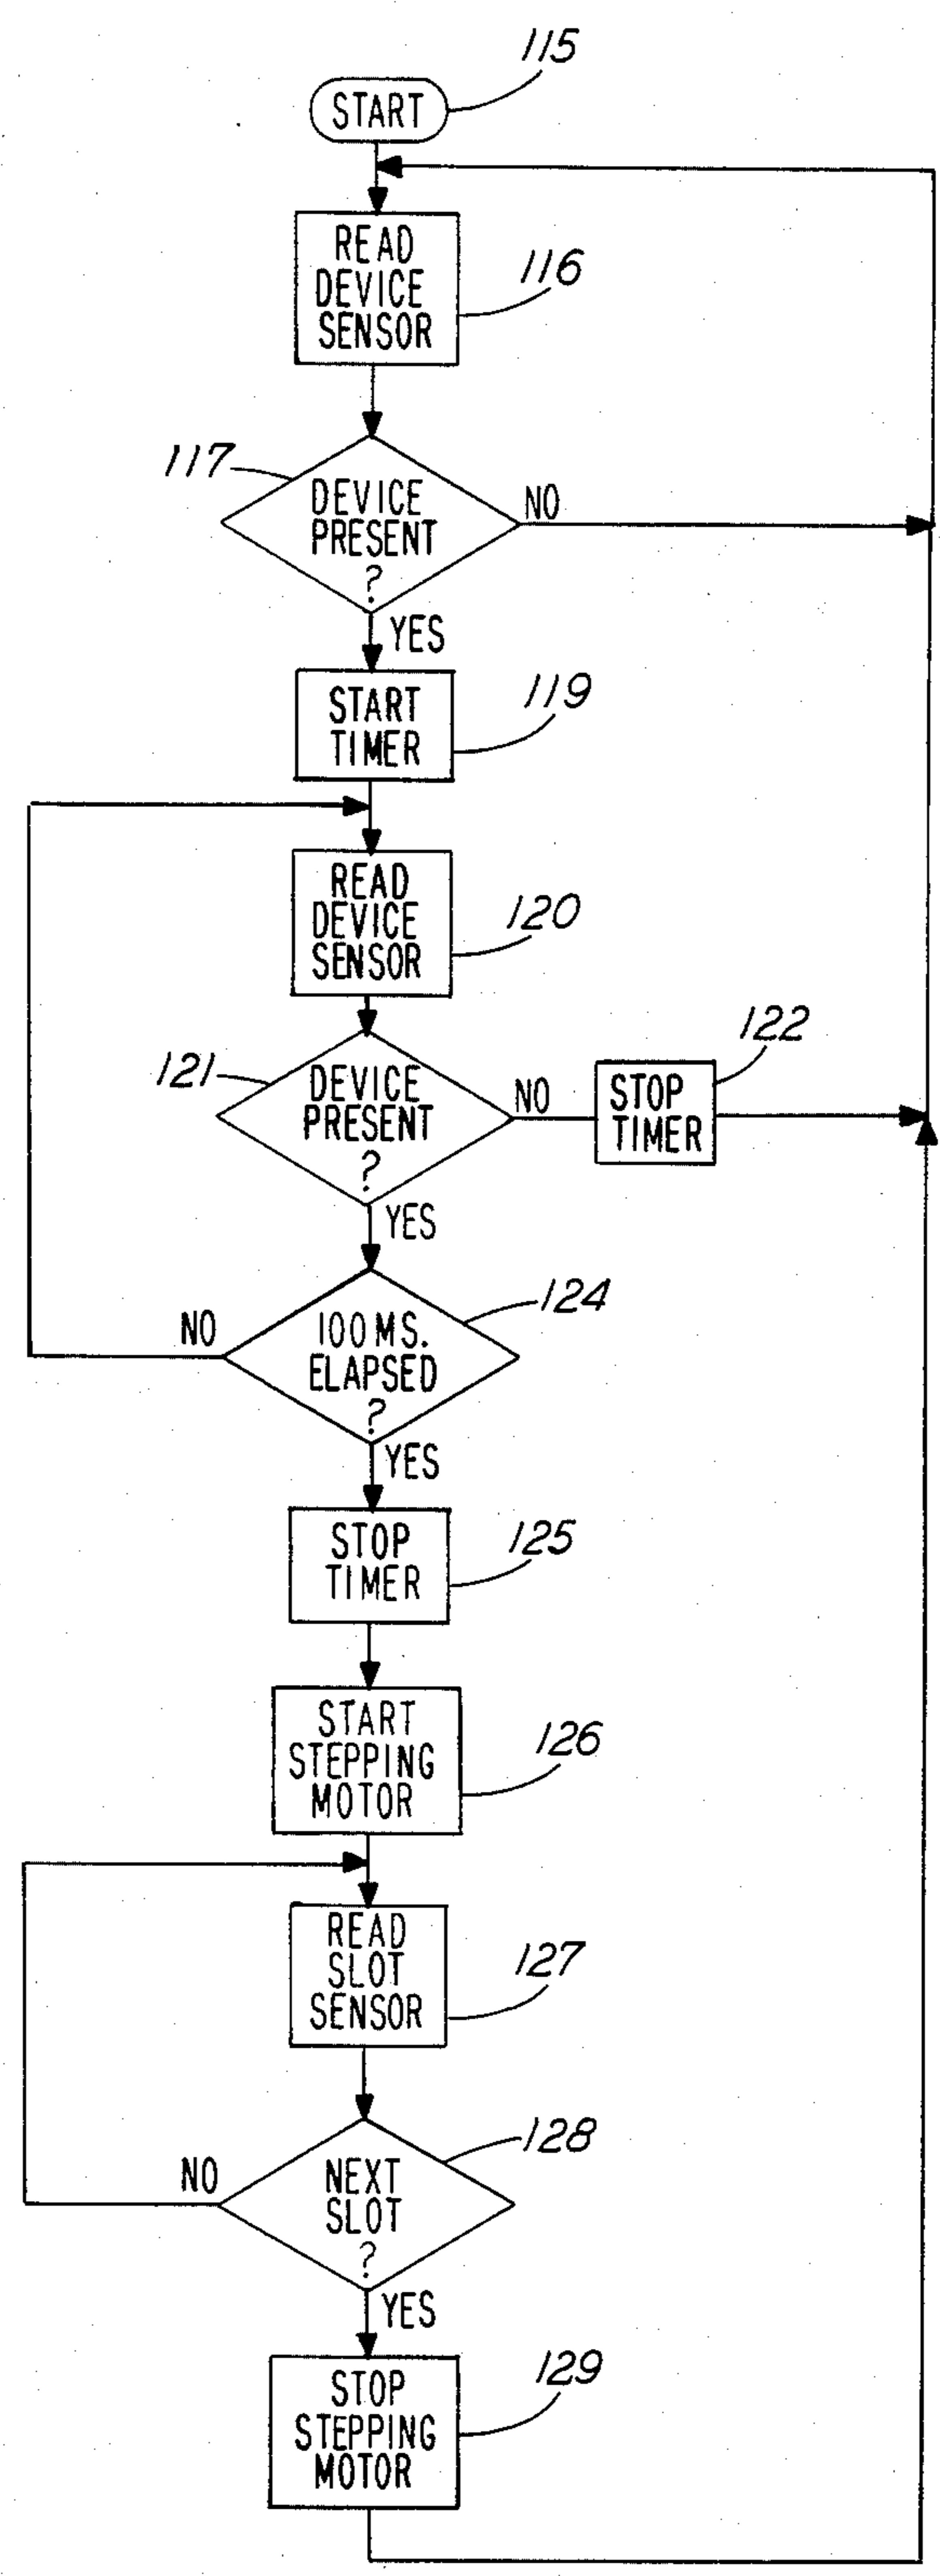 115
START
READ
DEVICE
SENSOR
116
117
DEVICE
PRESENT
?
NO
YES
START
TIMER
119
READ
DEVICE
SENSOR
120
121
DEVICE
PRESENT
?
NO
STOP
TIMER
122
YES
124
NO
100 MS.
ELAPSED
?
YES
STOP
TIMER
125
START
STEPPING
MOTOR
126
READ
SLOT
SENSOR
127
128
NO
NEXT
SLOT
?
YES
STOP
STEPPING
MOTOR
129